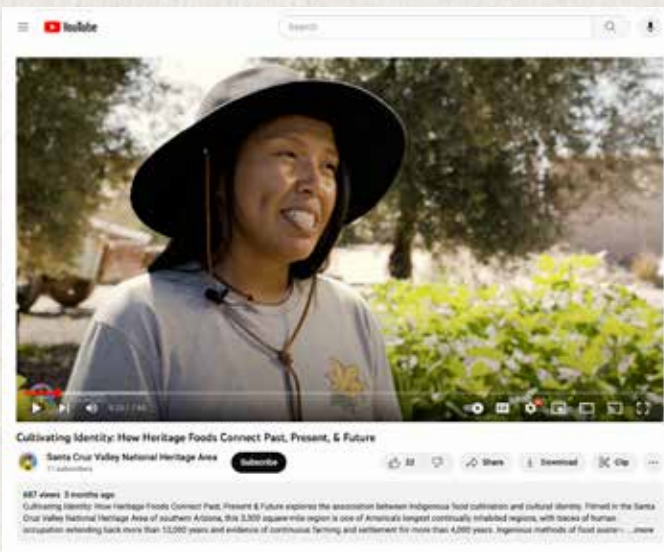 YouTube
Search
Cultivating Identity: How Heritage Foods Connect Past, Present, & Future
Santa Cruz Valley National Heritage Area
11 subscribers
Subscribe
32
Share
Download
Clip
...
687 views 3 months ago
Cultivating Identity: How Heritage Foods Connect Past, Present & Future explores the association between Indigenous food cultivation and cultural identity. Filmed in the Santa
Cruz Valley National Heritage Area of southern Arizona, this 3,300 square-mile region is one of America's longest continually inhabited regions, with traces of human
occupation extending back more than 12,000 years and evidence of continuous farming and settlement for more than 4,000 years. Ingenious methods of food ...more